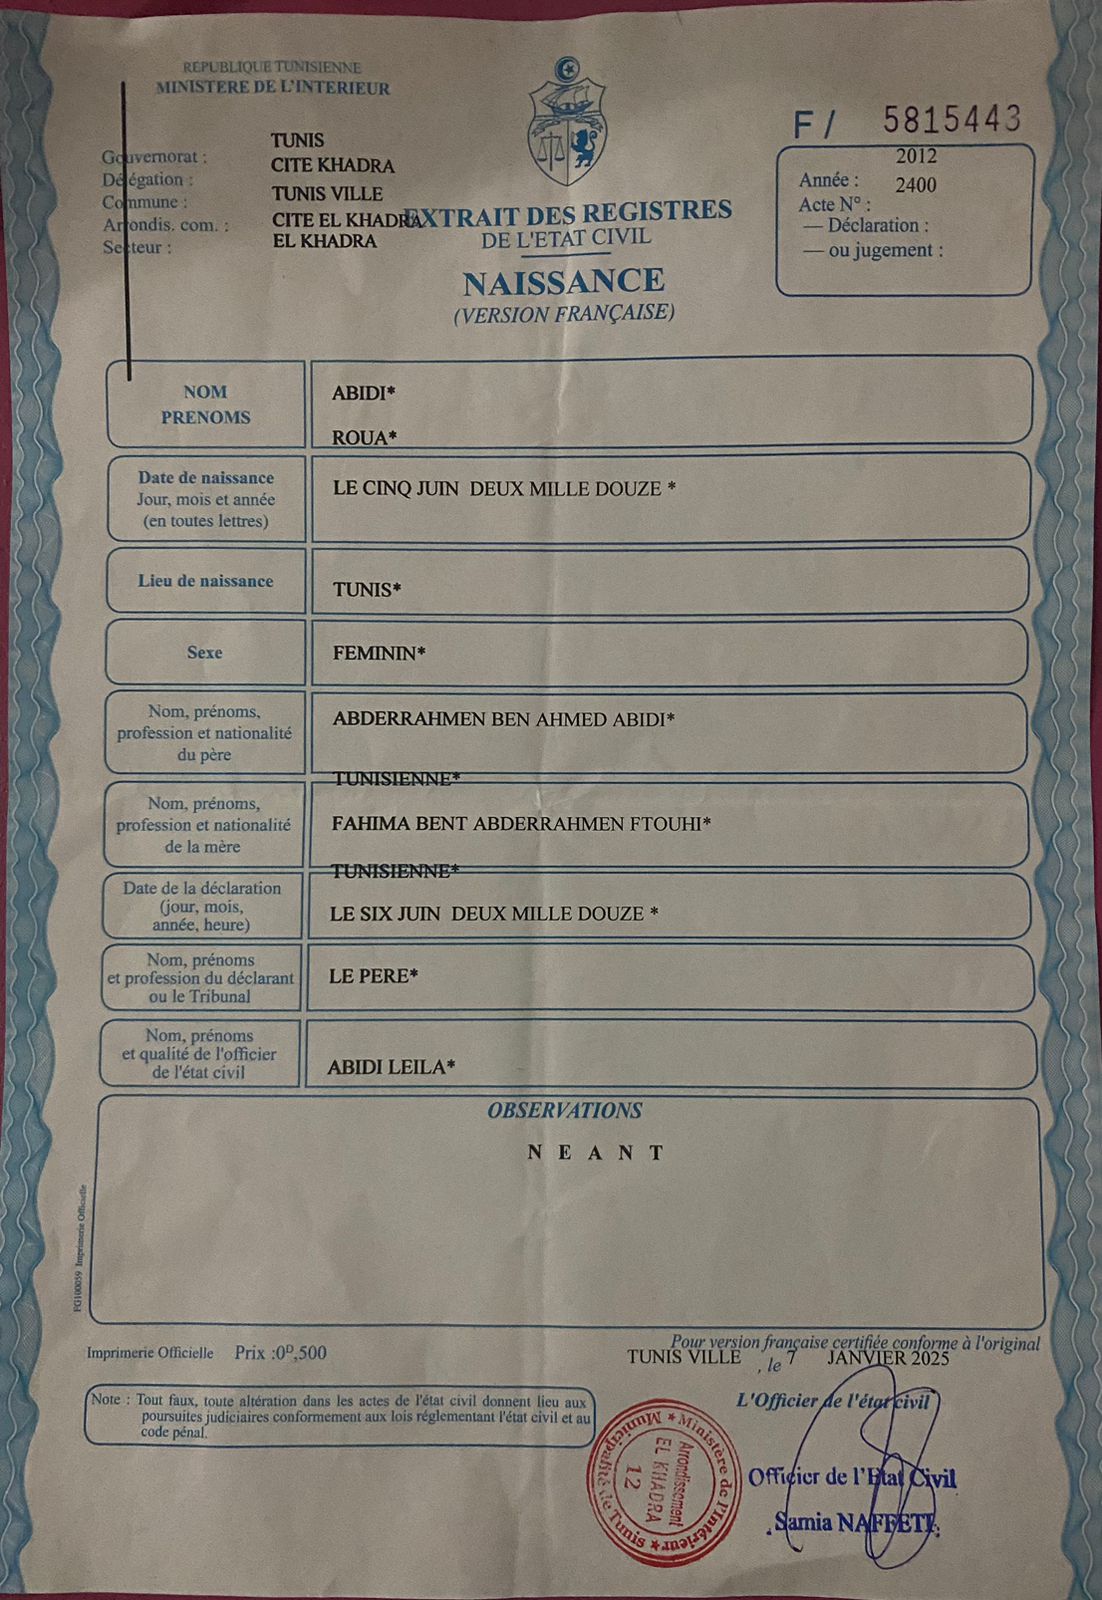 REPUBLIQUE TUNISIENNE
MINISTERE DE L'INTERIEUR
Gouvernorat : TUNIS
Délégation : CITE KHADRA
Commune : TUNIS VILLE
Arrondis. com. : CITE EL KHADRA
Secteur : EL KHADRA
EXTRAIT DES REGISTRES
DE L'ETAT CIVIL
NAISSANCE
(VERSION FRANÇAISE)
F/ 5815443
Année : 2012
Acte N° : 2400
— Déclaration :
— ou jugement :
NOM
PRENOMS
ABIDI*
ROUA*
Date de naissance
Jour, mois et année
(en toutes lettres)
LE CINQ JUIN DEUX MILLE DOUZE *
Lieu de naissance
TUNIS*
Sexe
FEMININ*
Nom, prénoms,
profession et nationalité
du père
ABDERRAHMEN BEN AHMED ABIDI*
TUNISIENNE*
Nom, prénoms,
profession et nationalité
de la mère
FAHIMA BENT ABDERRAHMEN FTOUHI*
TUNISIENNE*
Date de la déclaration
(jour, mois,
année, heure)
LE SIX JUIN DEUX MILLE DOUZE *
Nom, prénoms
et profession du déclarant
ou le Tribunal
LE PERE*
Nom, prénoms
et qualité de l'officier
de l'état civil
ABIDI LEILA*
OBSERVATIONS
N E A N T
FG100059 Imprimerie Officielle
Imprimerie Officielle Prix :0ᴰ,500
Pour version française certifiée conforme à l'original
TUNIS VILLE , le 7 JANVIER 2025
Note : Tout faux, toute altération dans les actes de l'état civil donnent lieu aux
poursuites judiciaires conformement aux lois réglementant l'état civil et au
code pénal.
L'Officier de l'état civil
Officier de l'Etat Civil
Samia NAFFETI
Ministère de l'Intérieur
Municipalité de Tunis
Arrondissement
EL KHADRA
12